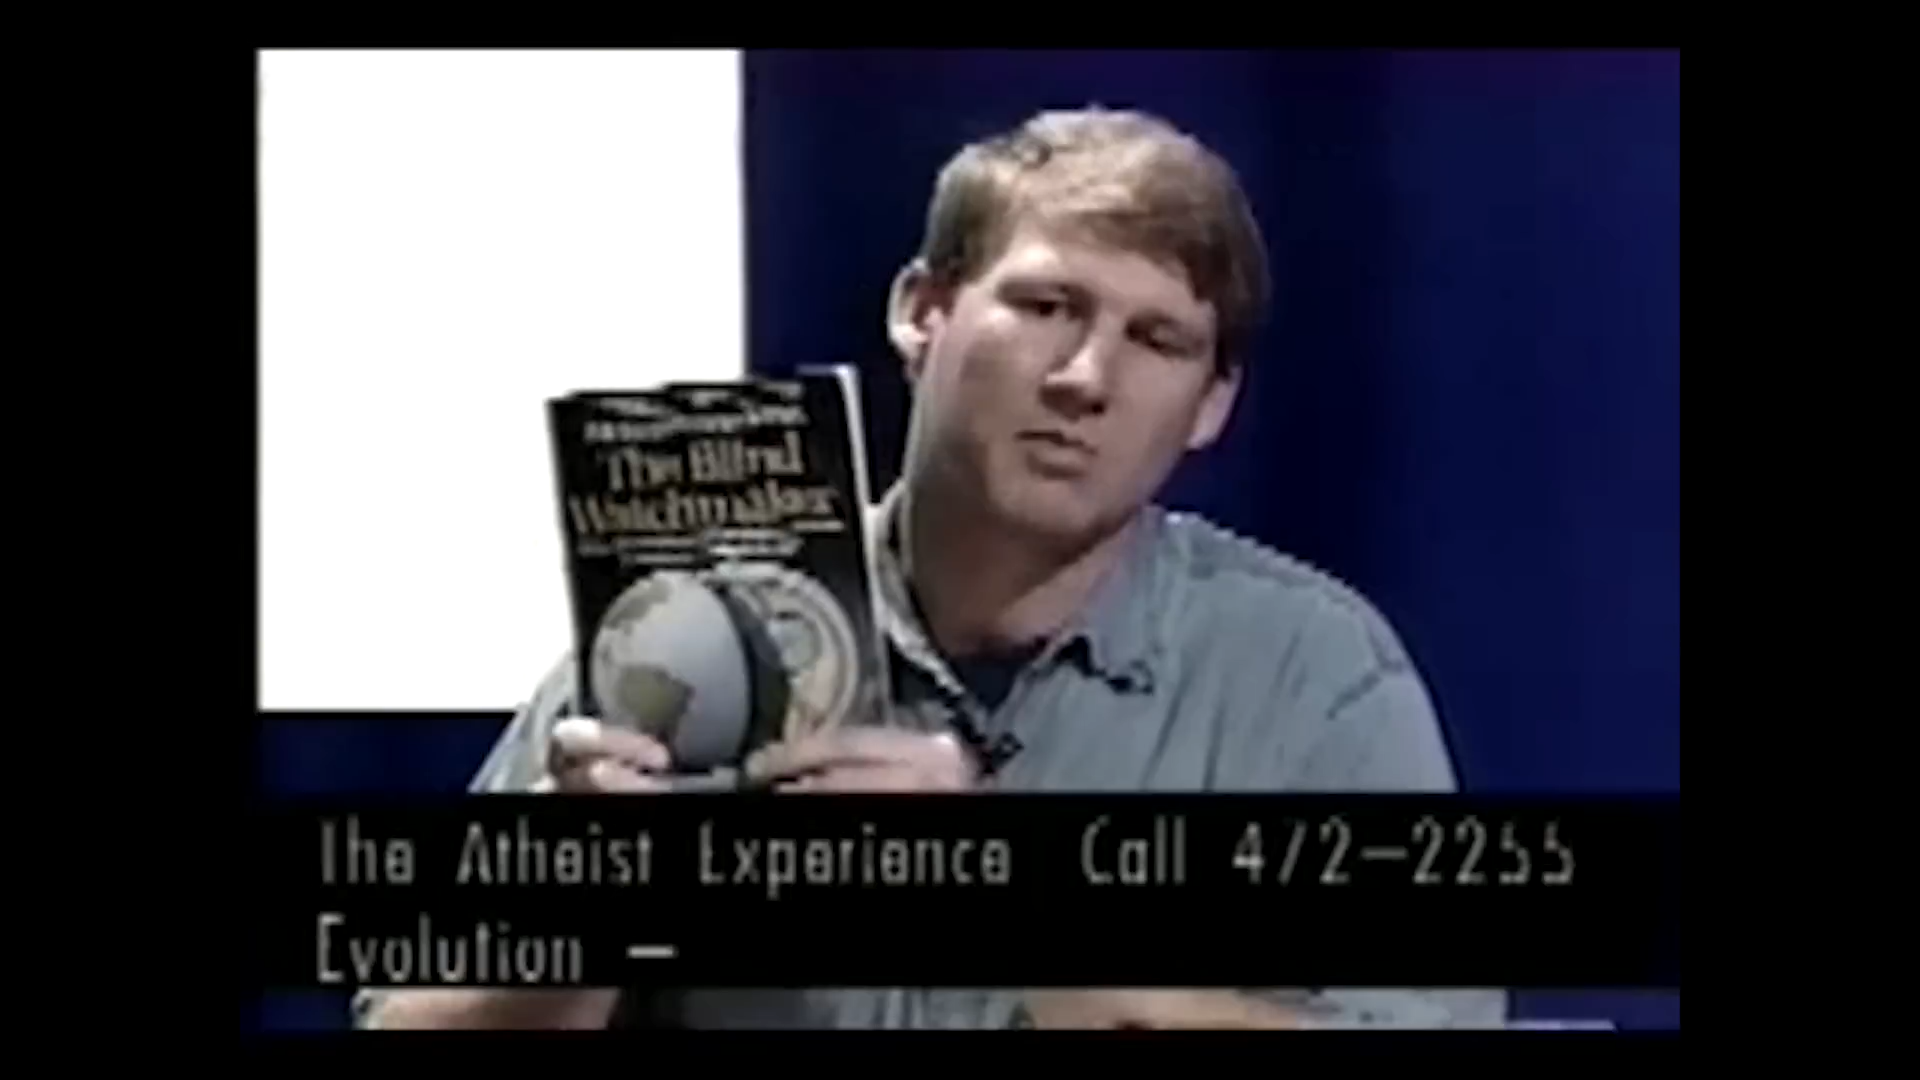 The Blind
Watchmaker
The Atheist Experience Call 472-2255
Evolution –